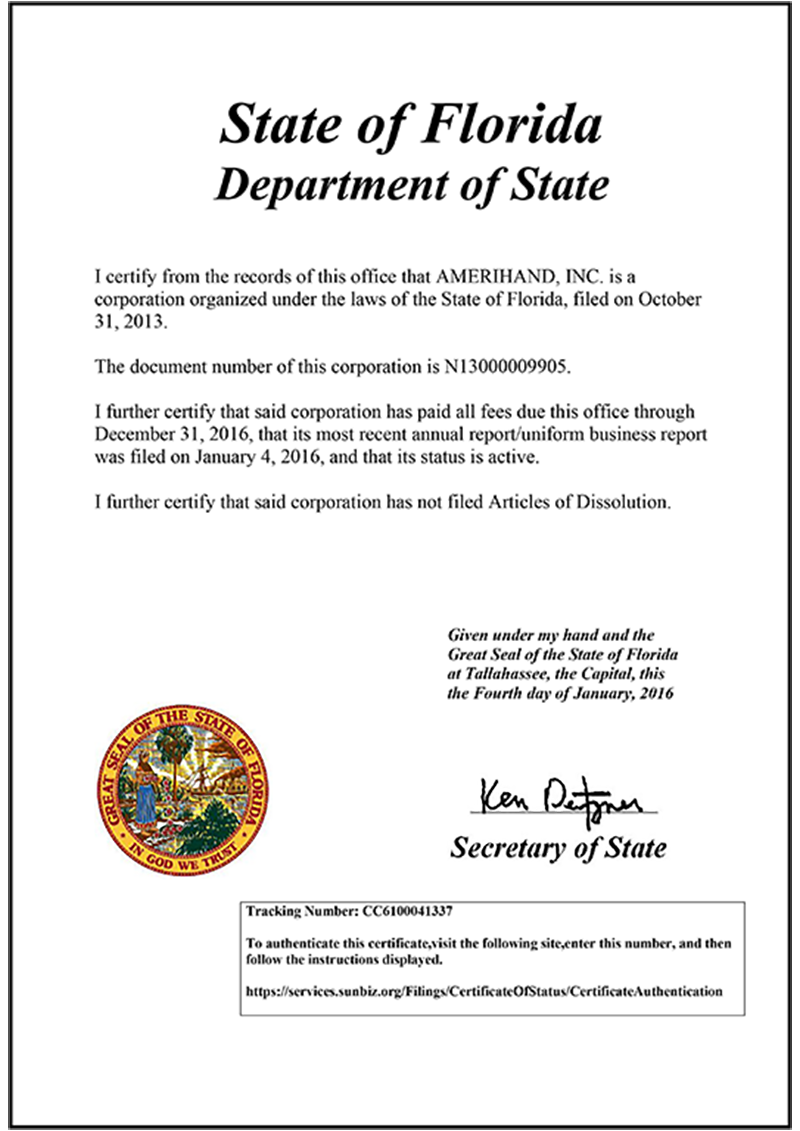 State of Florida
Department of State
I certify from the records of this office that AMERIHAND, INC. is a
corporation organized under the laws of the State of Florida, filed on October
31, 2013.
The document number of this corporation is N13000009905.
I further certify that said corporation has paid all fees due this office through
December 31, 2016, that its most recent annual report/uniform business report
was filed on January 4, 2016, and that its status is active.
I further certify that said corporation has not filed Articles of Dissolution.
Given under my hand and the
Great Seal of the State of Florida
at Tallahassee, the Capital, this
the Fourth day of January, 2016
GREAT SEAL OF THE STATE OF FLORIDA
IN GOD WE TRUST
Ken Detzner
Secretary of State
Tracking Number: CC6100041337
To authenticate this certificate,visit the following site,enter this number, and then
follow the instructions displayed.
https://services.sunbiz.org/Filings/CertificateOfStatus/CertificateAuthentication